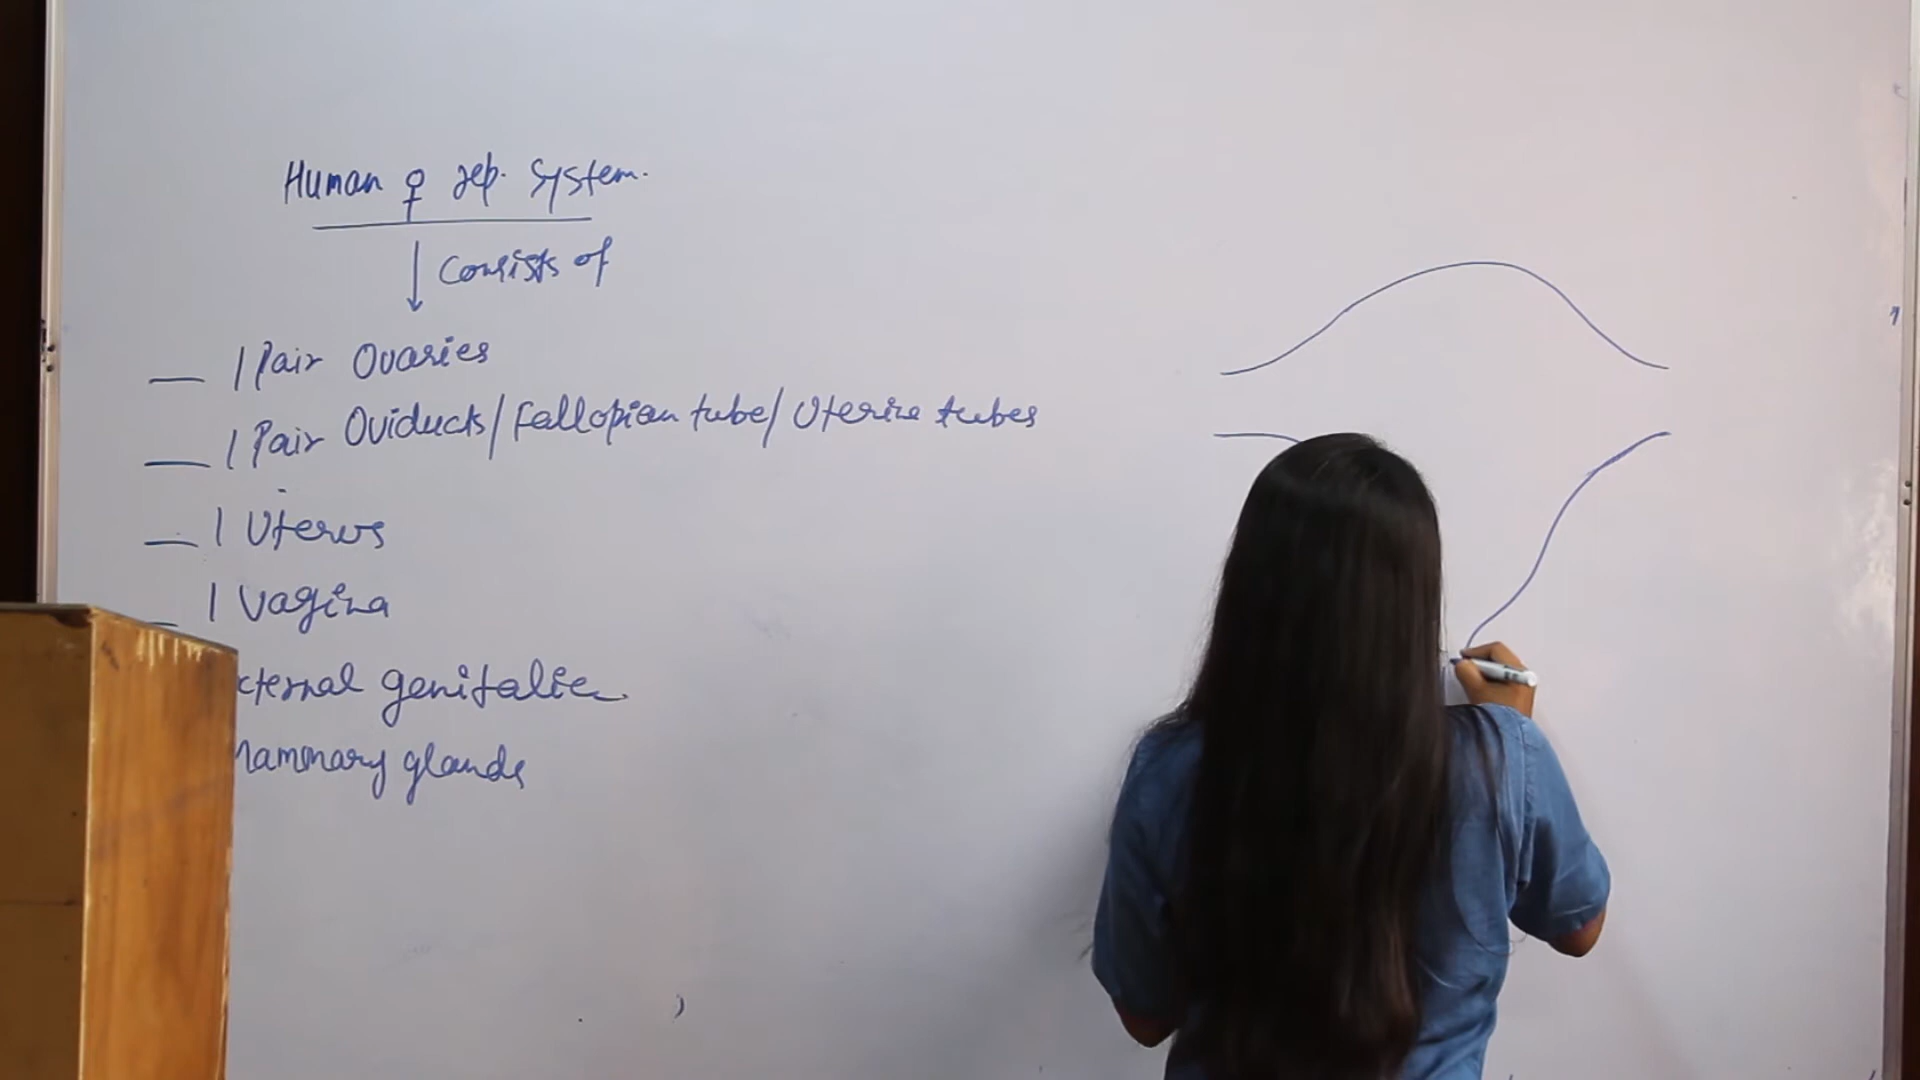 Human ♀ rep. System.
Consists of
1 Pair Ovaries
1 Pair Oviducts/Fallopian tube/Uterine tubes
1 Uterus
1 Vagina
xternal genitalia
Mammary glands